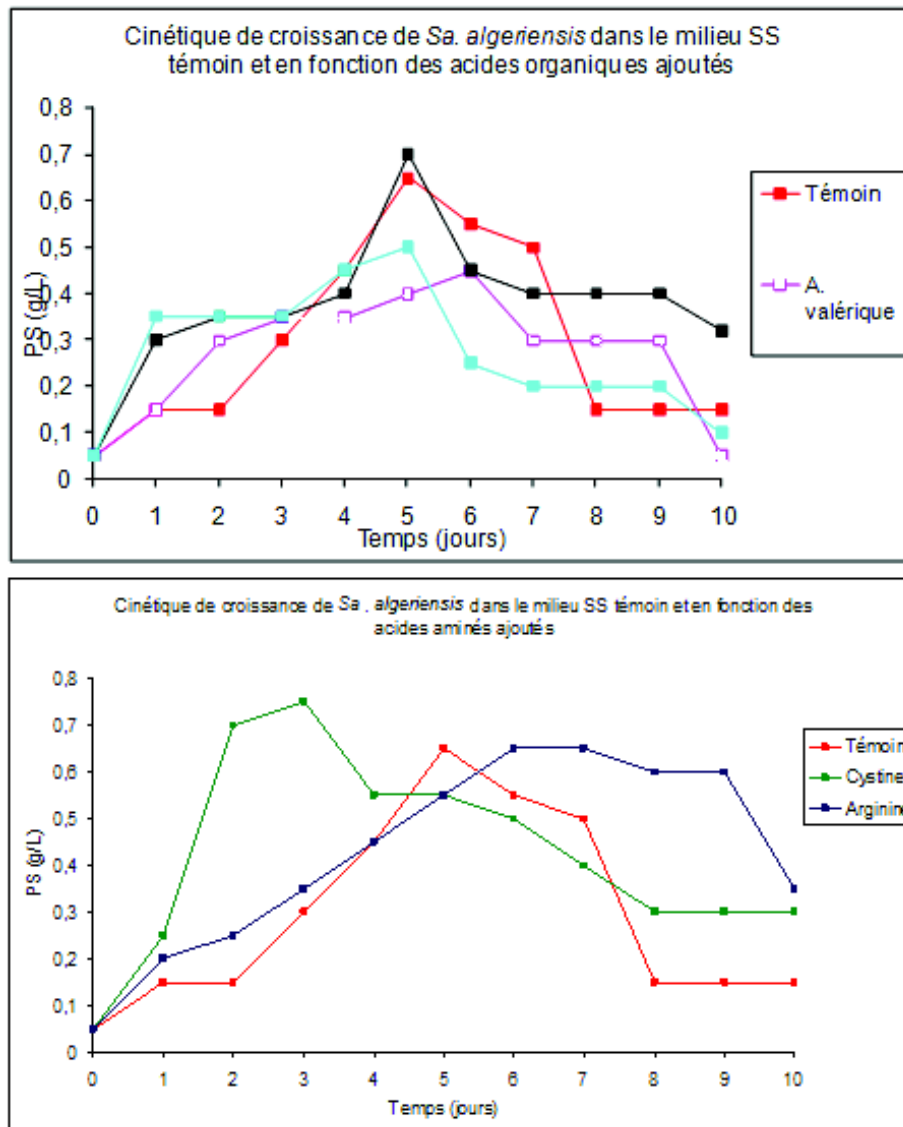 Cinétique de croissance de Sa. algeriensis dans le milieu SS
témoin et en fonction des acides organiques ajoutés
PS (g/L)
0,8
0,7
0,6
0,5
0,4
0,3
0,2
0,1
0
0 1 2 3 4 5 6 7 8 9 10
Temps (jours)
Témoin
A.
valérique
Cinétique de croissance de Sa . algeriensis dans le milieu SS témoin et en fonction des
acides aminés ajoutés
PS (g/L)
0,8
0,7
0,6
0,5
0,4
0,3
0,2
0,1
0
0 1 2 3 4 5 6 7 8 9 10
Temps (jours)
Témoin
Cystine
Arginine